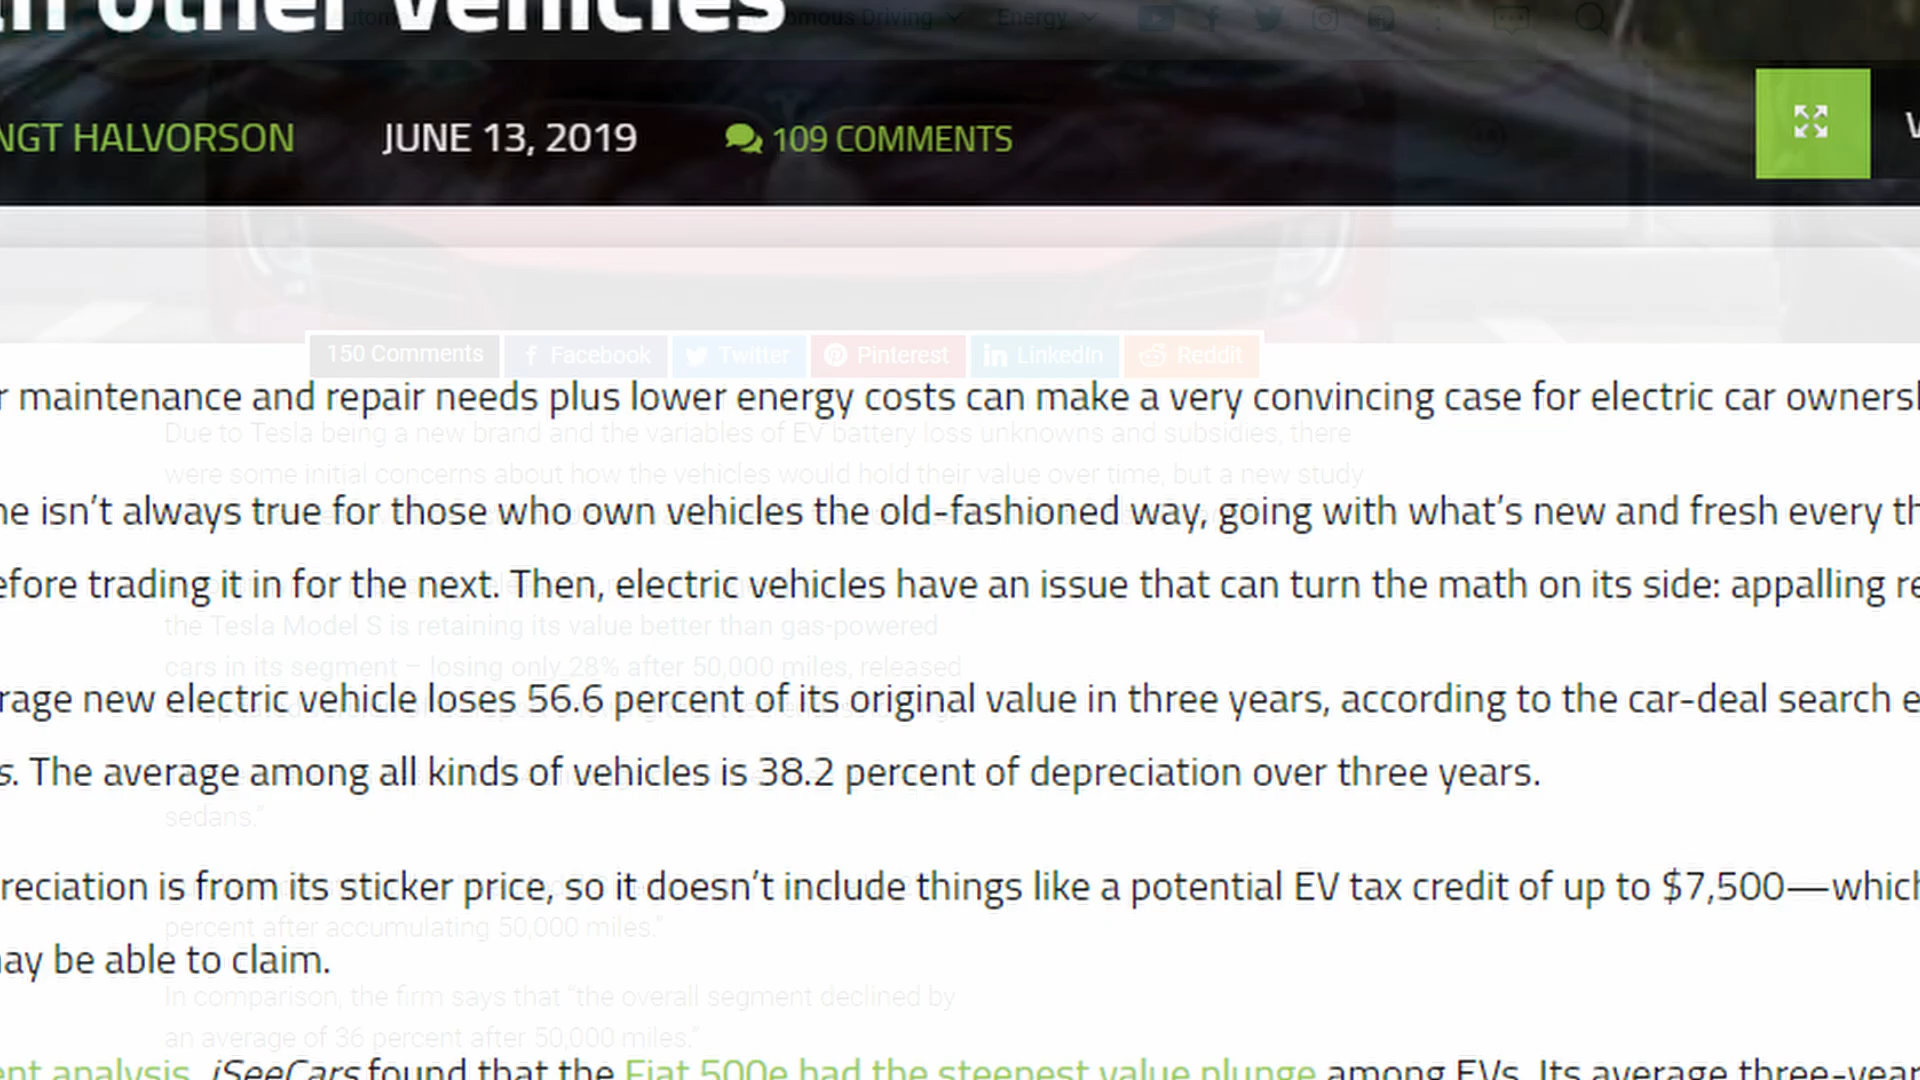 other vehicles
Driving Energy
NGT HALVORSON JUNE 13, 2019 109 COMMENTS
150 Comments Facebook Twitter Pinterest LinkedIn Reddit
maintenance and repair needs plus lower energy costs can make a very convincing case for electric car
Due to Tesla being a new brand and the variables of EV battery loss unknowns and subsidies, there
were some initial concerns about how the vehicles would hold their value over time, but a new study
isn’t always true for those who own vehicles the old-fashioned way, going with what’s new and fresh every
before trading it in for the next. Then, electric vehicles have an issue that can turn the math on its side: appalling
the Tesla Model S is retaining its value better than gas-powered
cars in its segment – losing only 28% after 50,000 miles, released
new electric vehicle loses 56.6 percent of its original value in three years, according to the car-deal search
s. The average among all kinds of vehicles is 38.2 percent of depreciation over three years.
sedans.”
reciation is from its sticker price, so it doesn’t include things like a potential EV tax credit of up to $7,500—which
percent after accumulating 50,000 miles.”
may be able to claim.
In comparison, the firm says that “the overall segment declined by
an average of 36 percent after 50,000 miles.”
analysis, iSeeCars found that the Fiat 500e had the steepest value plunge among EVs. Its average three-year